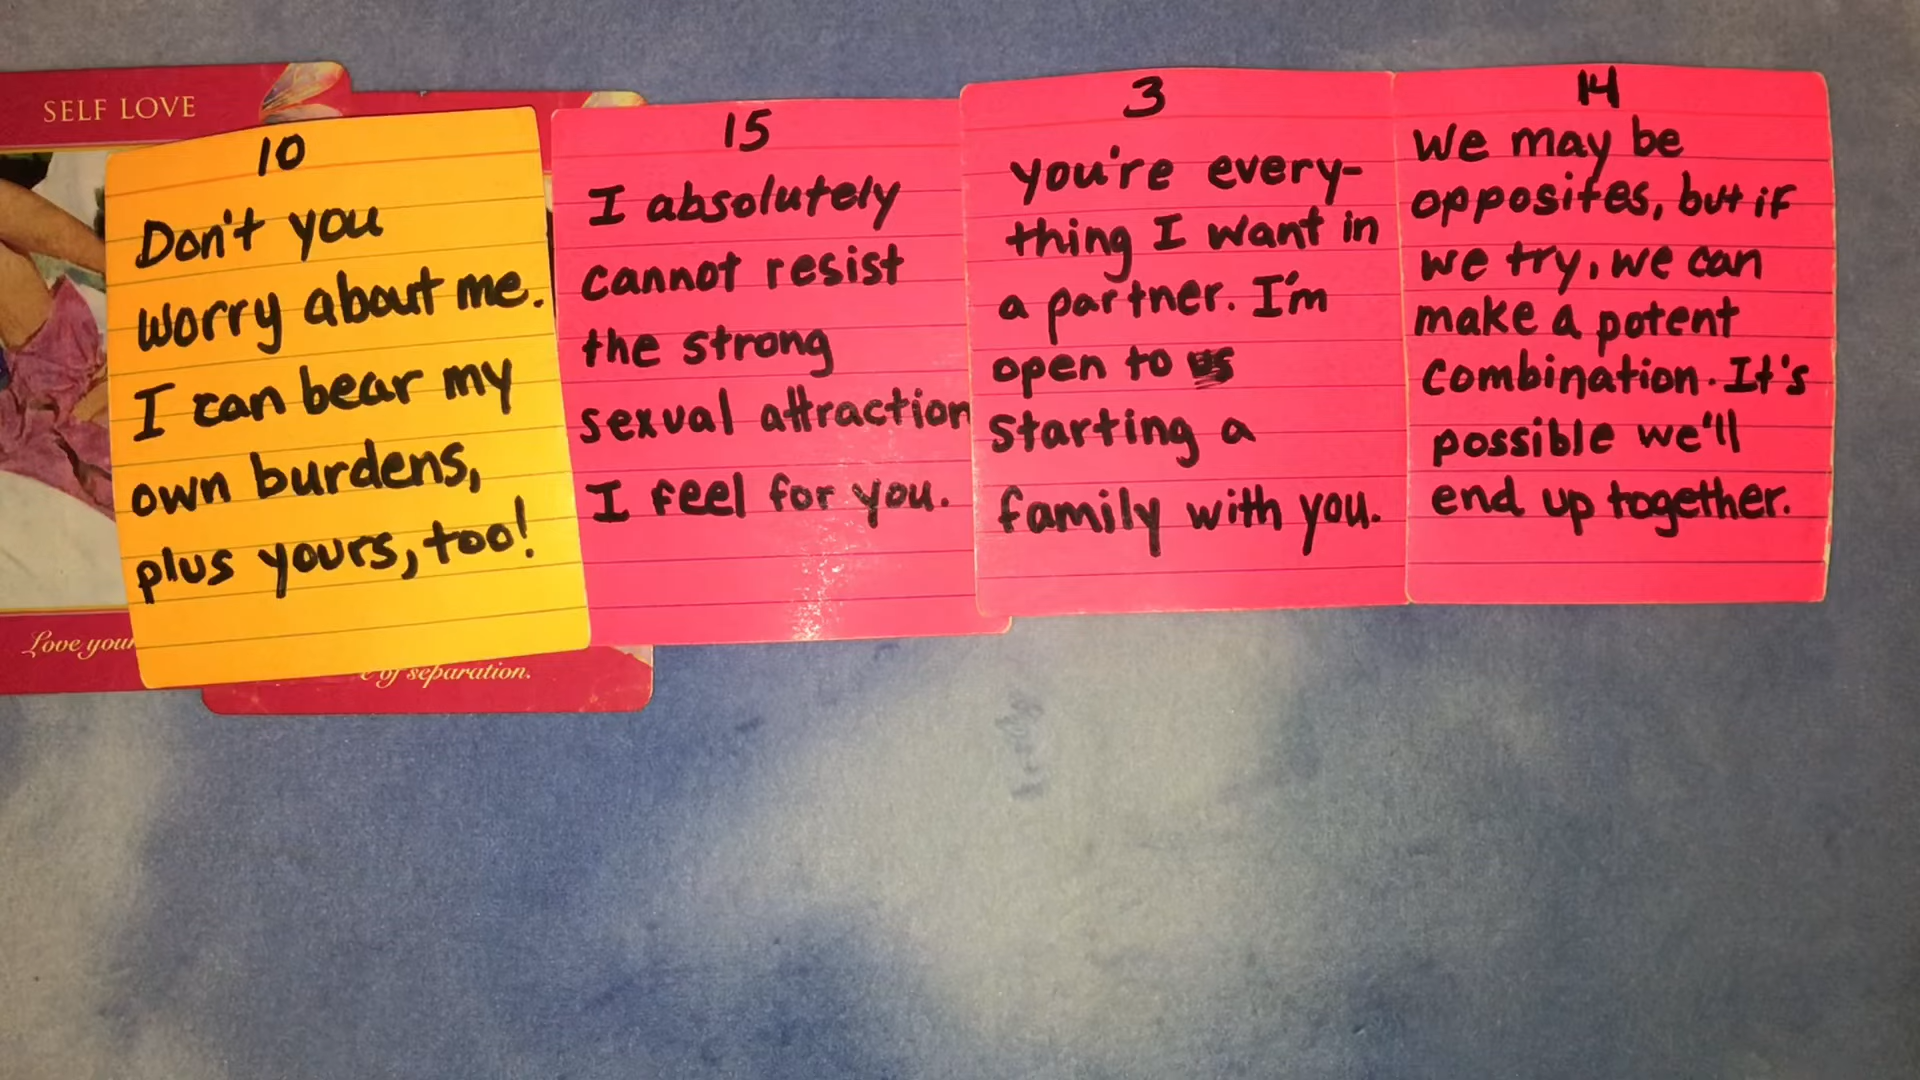 SELF LOVE
10
Don't you
worry about me.
I can bear my
own burdens,
plus yours, too!
Love your
of separation.
15
I absolutely
cannot resist
the strong
sexual attraction
I feel for you.
3
you're every-
thing I want in
a partner. I'm
open to
starting a
family with you.
14
We may be
opposites, but if
we try, we can
make a potent
combination. It's
possible we'll
end up together.